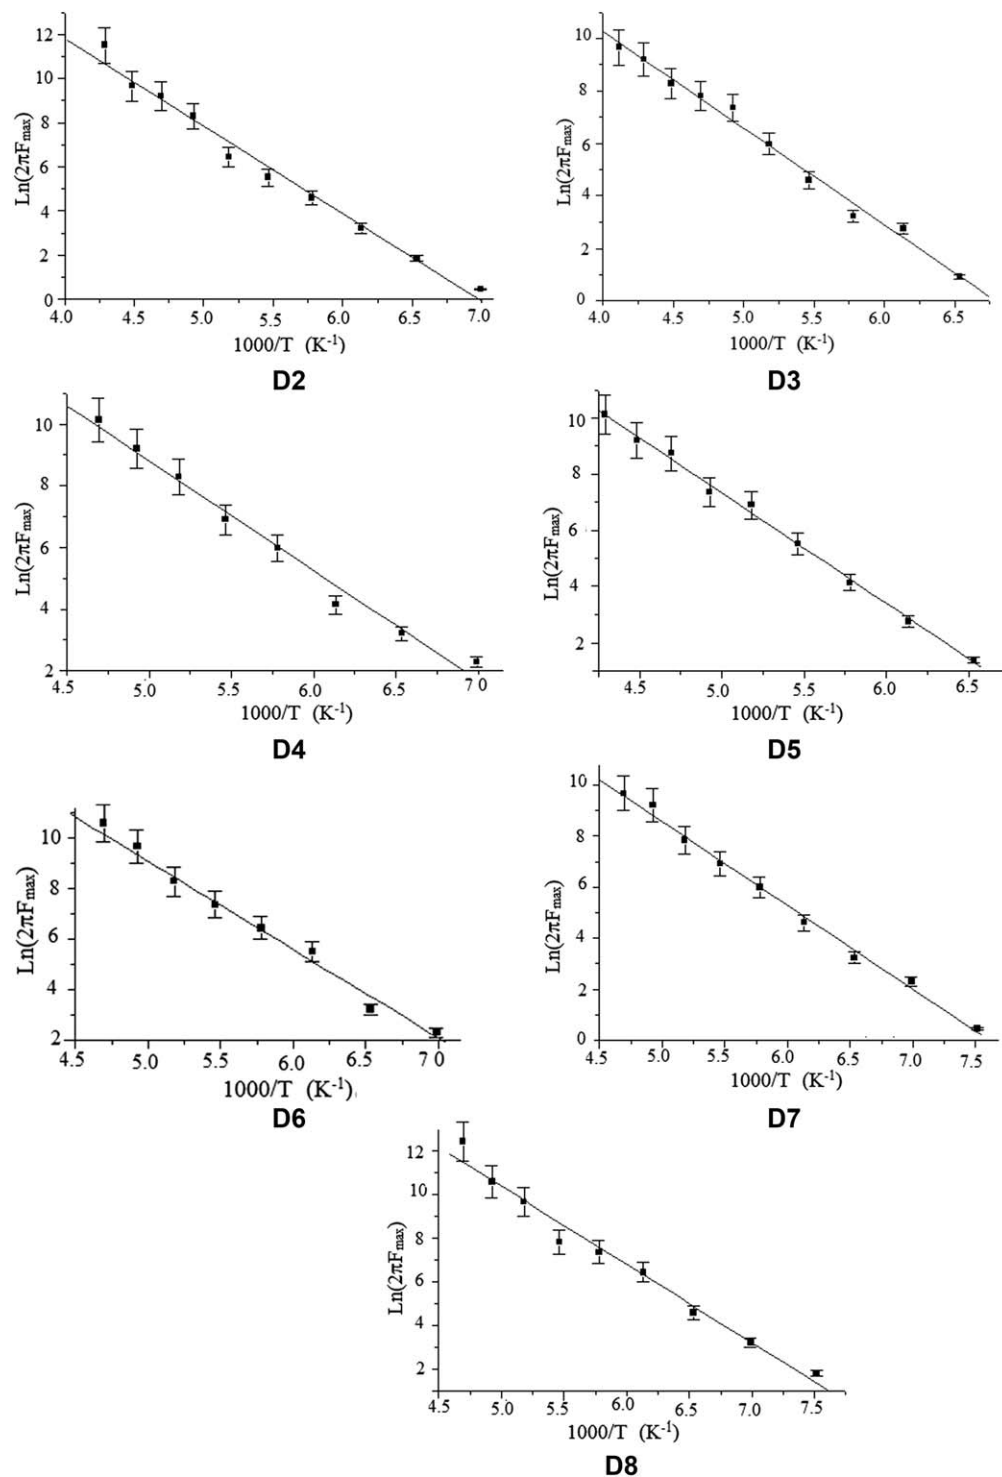 12
10
8
6
4
2
0
Ln(2πFmax)
4.0 4.5 5.0 5.5 6.0 6.5 7.0
1000/T (K-1)
D2
10
8
6
4
2
0
Ln(2πFmax)
4.0 4.5 5.0 5.5 6.0 6.5
1000/T (K-1)
D3
10
8
6
4
2
Ln(2πFmax)
4.5 5.0 5.5 6.0 6.5 7 0
1000/T (K-1)
D4
10
8
6
4
2
Ln(2πFmax)
4.5 5.0 5.5 6.0 6.5
1000/T (K-1)
D5
10
8
6
4
2
Ln(2πFmax)
4.5 5.0 5.5 6.0 6.5 7 0
1000/T (K-1)
D6
10
8
6
4
2
0
Ln(2πFmax)
4.5 5.0 5.5 6.0 6.5 7.0 7.5
1000/T (K-1)
D7
12
10
8
6
4
2
Ln(2πFmax)
4.5 5.0 5.5 6.0 6.5 7.0 7.5
1000/T (K-1)
D8